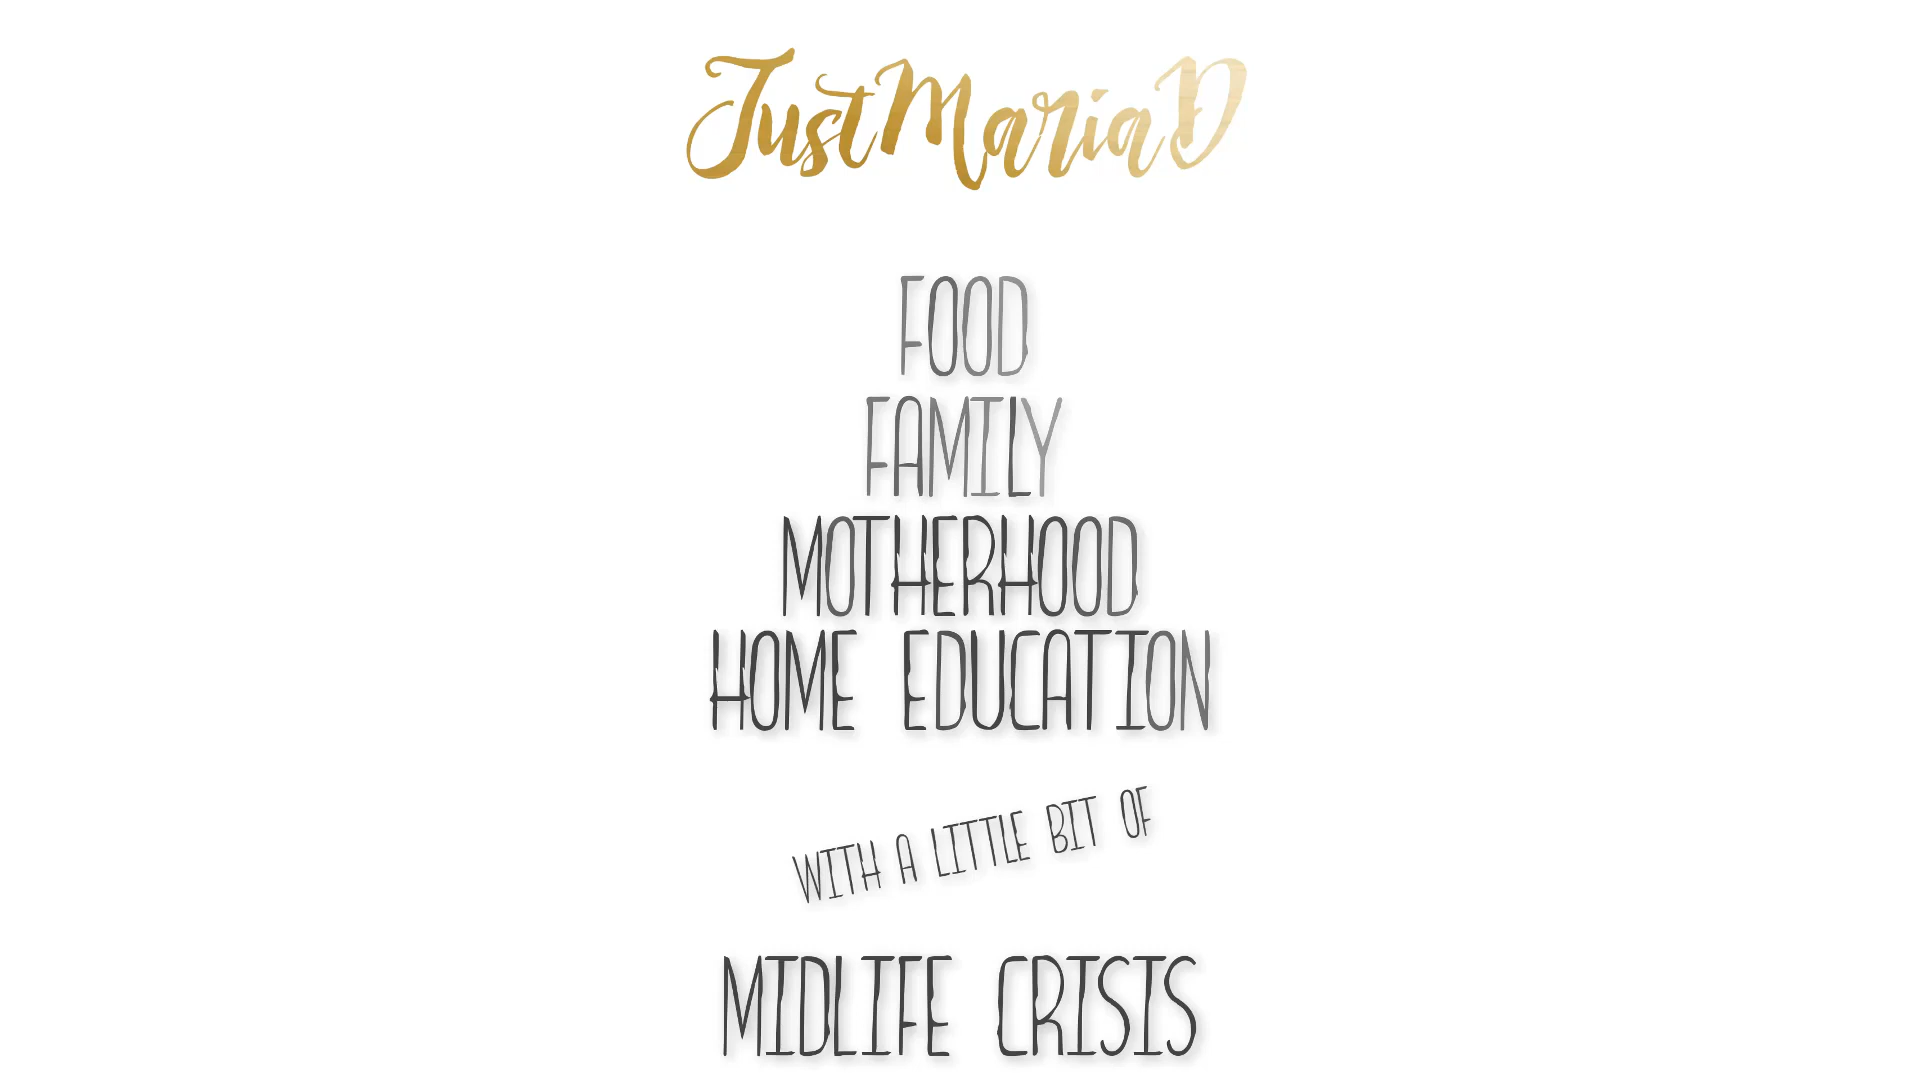 JustMariaD
FOOD
FAMILY
MOTHERHOOD
HOME EDUCATION
WITH A LITTLE BIT OF
MIDLIFE CRISIS